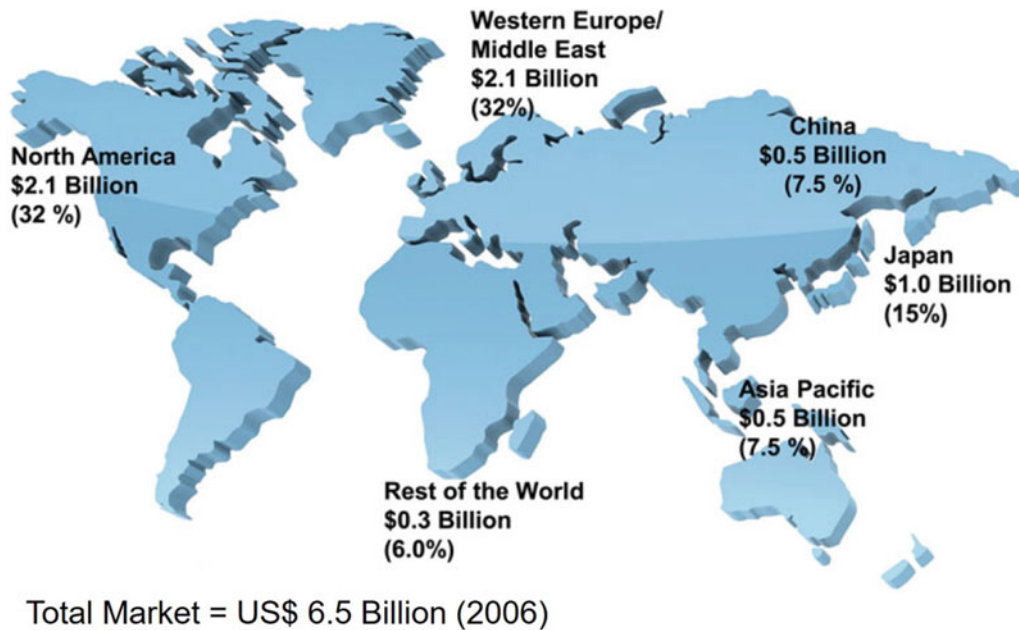 Western Europe/
Middle East
$2.1 Billion
(32%)
North America
$2.1 Billion
(32 %)
China
$0.5 Billion
(7.5 %)
Japan
$1.0 Billion
(15%)
Asia Pacific
$0.5 Billion
(7.5 %)
Rest of the World
$0.3 Billion
(6.0%)
Total Market = US$ 6.5 Billion (2006)